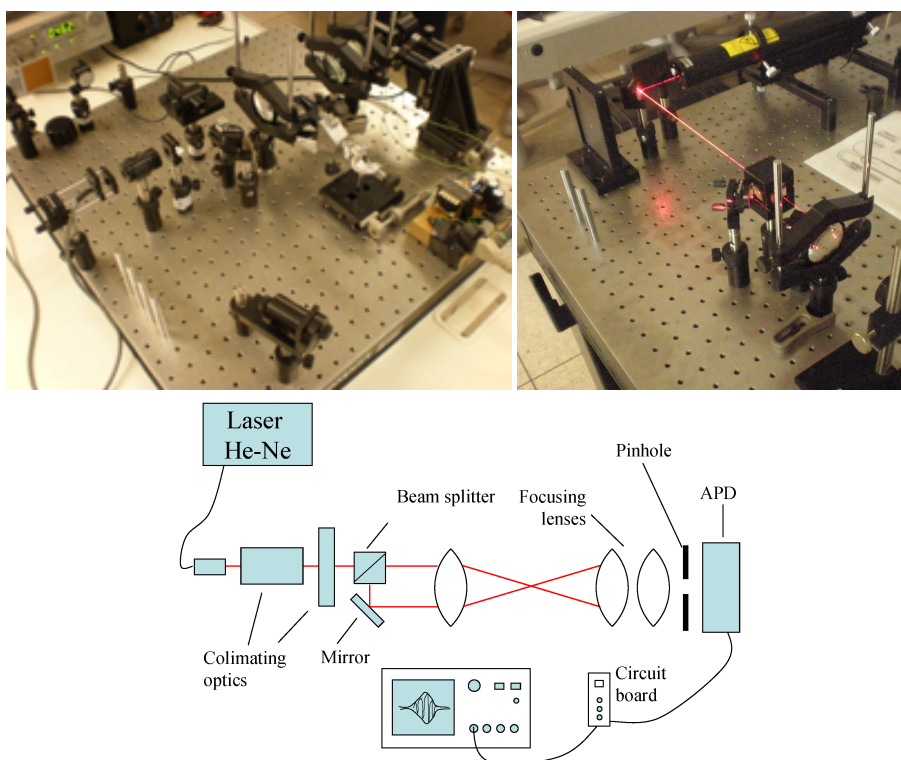 Laser
He-Ne
Pinhole
Beam splitter
Focusing
lenses
APD
Colimating
optics
Mirror
Circuit
board